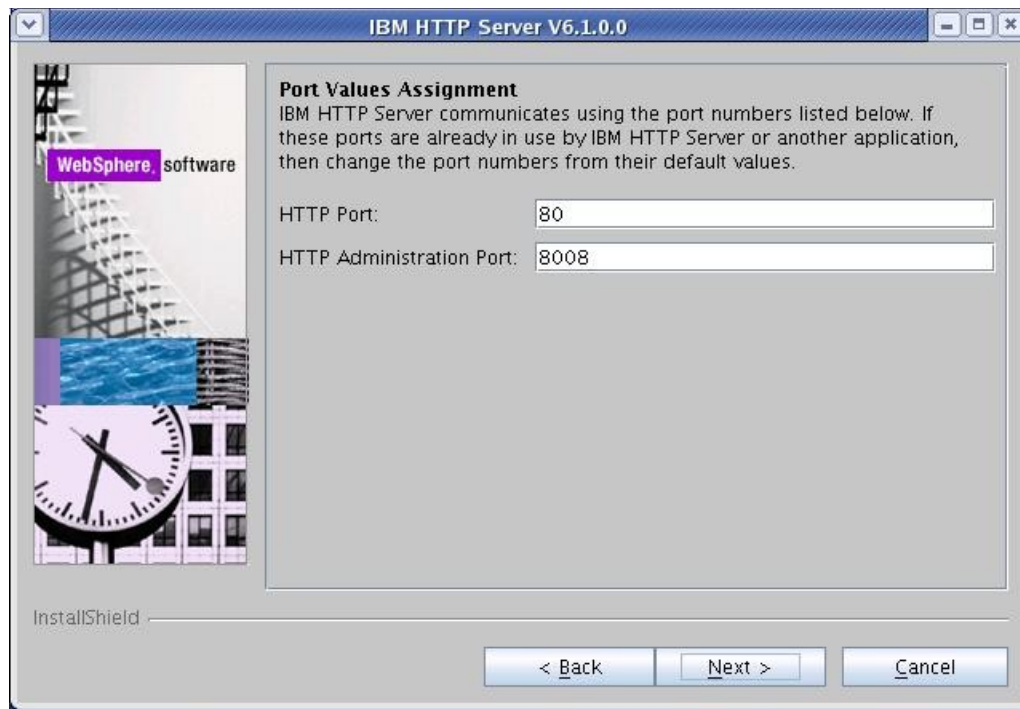 IBM HTTP Server V6.1.0.0
WebSphere. software
Port Values Assignment
IBM HTTP Server communicates using the port numbers listed below. If
these ports are already in use by IBM HTTP Server or another application,
then change the port numbers from their default values.
HTTP Port: 80
HTTP Administration Port: 8008
InstallShield
< Back Next > Cancel